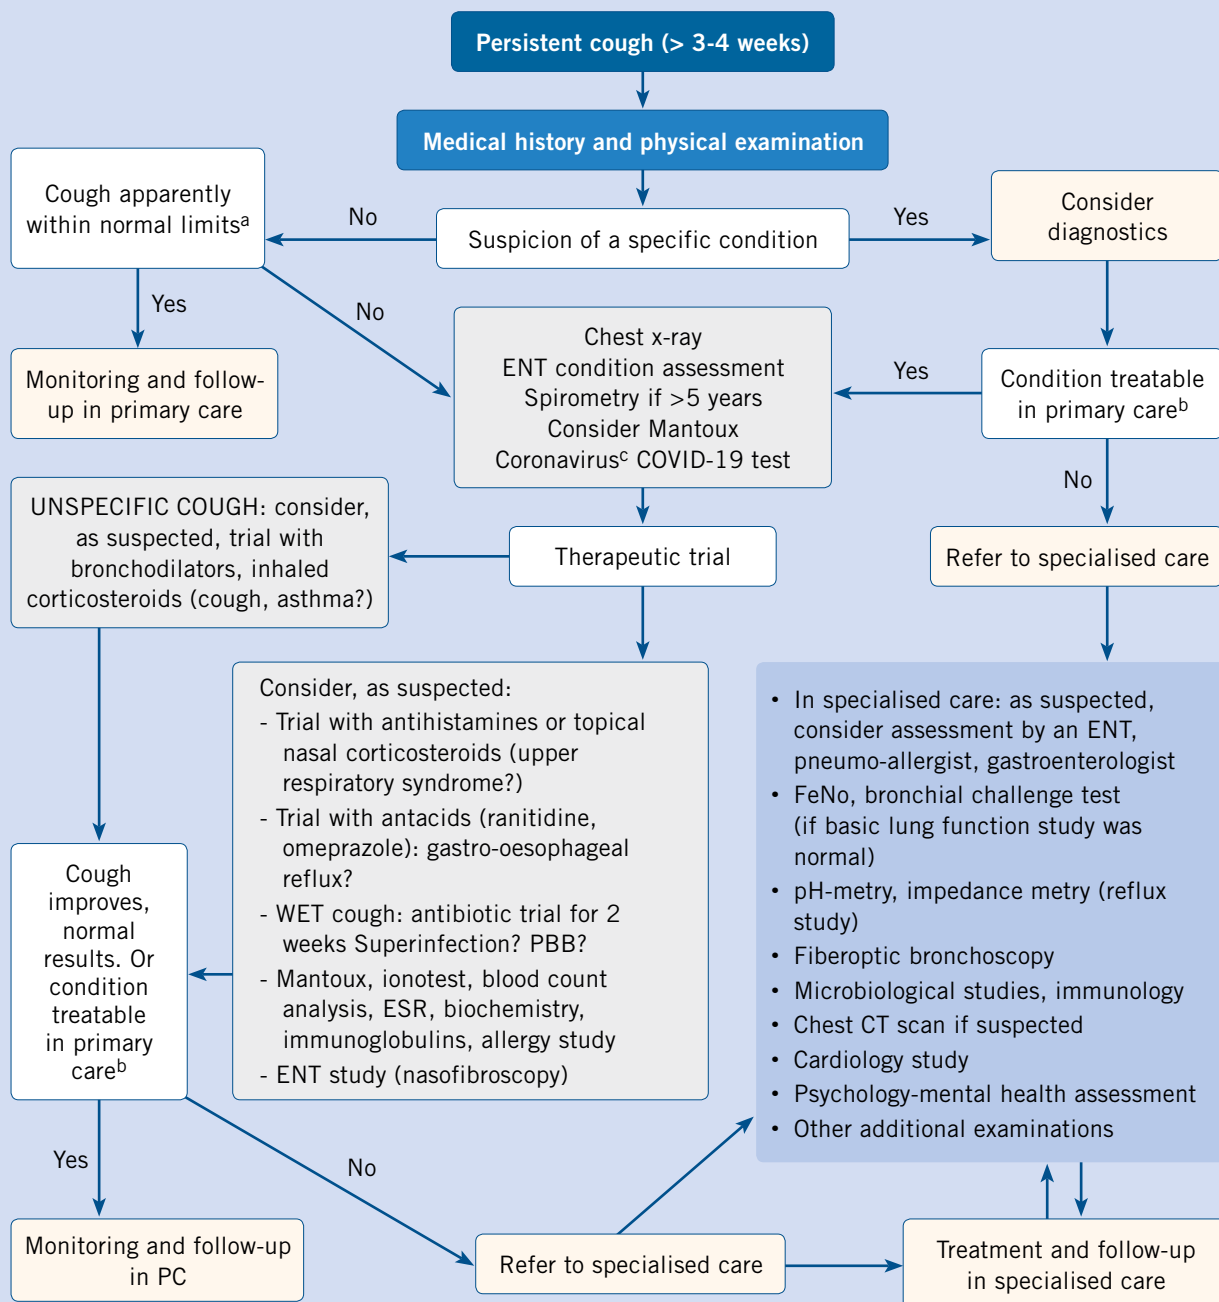 Persistent cough (> 3-4 weeks)
Medical history and physical examination
Cough apparently
within normal limitsᵃ
No
Suspicion of a specific condition
Yes
Consider
diagnostics
Yes
No
Monitoring and follow-
up in primary care
Chest x-ray
ENT condition assessment
Spirometry if >5 years
Consider Mantoux
Coronavirusᶜ COVID-19 test
Yes
Condition treatable
in primary careᵇ
No
UNSPECIFIC COUGH: consider,
as suspected, trial with
bronchodilators, inhaled
corticosteroids (cough, asthma?)
Therapeutic trial
Refer to specialised care
Consider, as suspected:
- Trial with antihistamines or topical
nasal corticosteroids (upper
respiratory syndrome?)
- Trial with antacids (ranitidine,
omeprazole): gastro-oesophageal
reflux?
- WET cough: antibiotic trial for 2
weeks Superinfection? PBB?
- Mantoux, ionotest, blood count
analysis, ESR, biochemistry,
immunoglobulins, allergy study
- ENT study (nasofibroscopy)
• In specialised care: as suspected,
consider assessment by an ENT,
pneumo-allergist, gastroenterologist
• FeNo, bronchial challenge test
(if basic lung function study was
normal)
• pH-metry, impedance metry (reflux
study)
• Fiberoptic bronchoscopy
• Microbiological studies, immunology
• Chest CT scan if suspected
• Cardiology study
• Psychology-mental health assessment
• Other additional examinations
Cough
improves,
normal
results. Or
condition
treatable
in primary
careᵇ
Yes
No
Monitoring and follow-up
in PC
Refer to specialised care
Treatment and follow-up
in specialised care